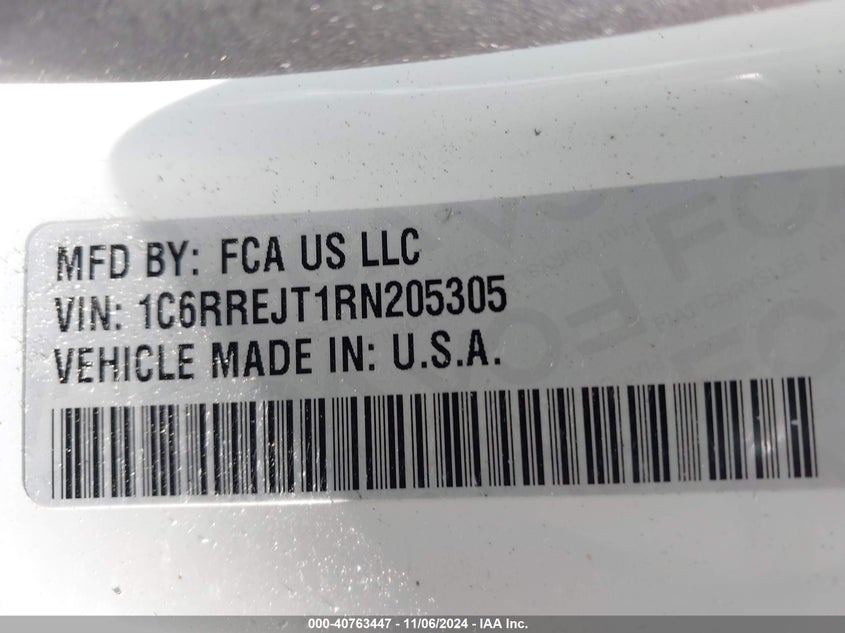 MFD BY: FCA US LLC
VIN: 1C6RREJT1RN205305
VEHICLE MADE IN: U.S.A.
000-40763447 - 11/06/2024 - IAA Inc.